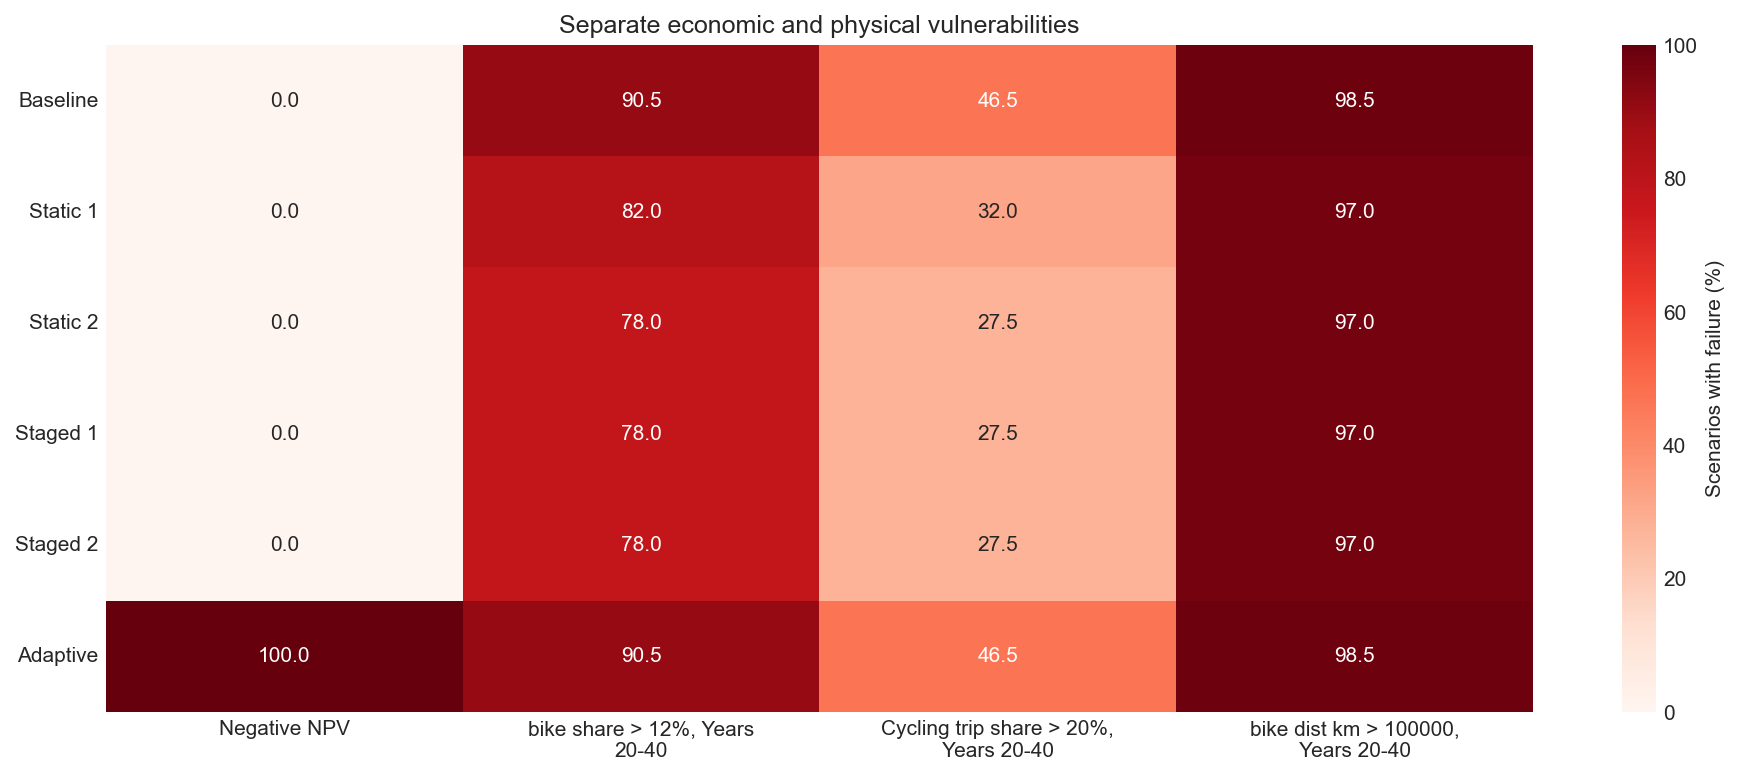 Separate economic and physical vulnerabilities
Baseline 0.0 90.5 46.5 98.5
Static 1 0.0 82.0 32.0 97.0
Static 2 0.0 78.0 27.5 97.0
Staged 1 0.0 78.0 27.5 97.0
Staged 2 0.0 78.0 27.5 97.0
Adaptive 100.0 90.5 46.5 98.5
Negative NPV
bike share > 12%, Years
20-40
Cycling trip share > 20%,
Years 20-40
bike dist km > 100000,
Years 20-40
100
80
60
40
20
0
Scenarios with failure (%)